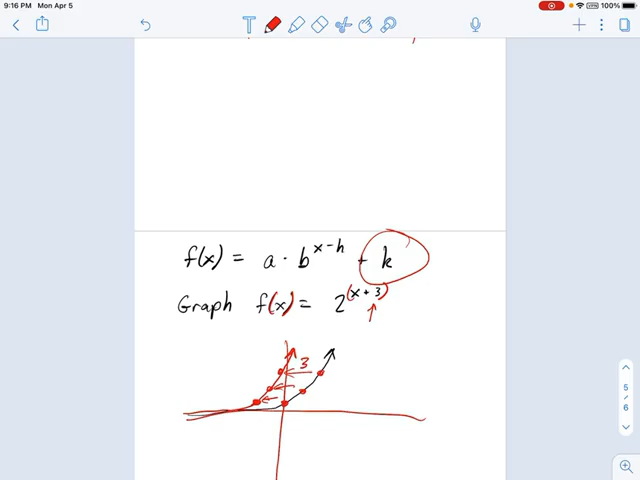 9:16 PM Mon Apr 5
100%
f(x) = a · b^(x-h) + k
Graph f(x) = 2^(x+3)
3
5
6